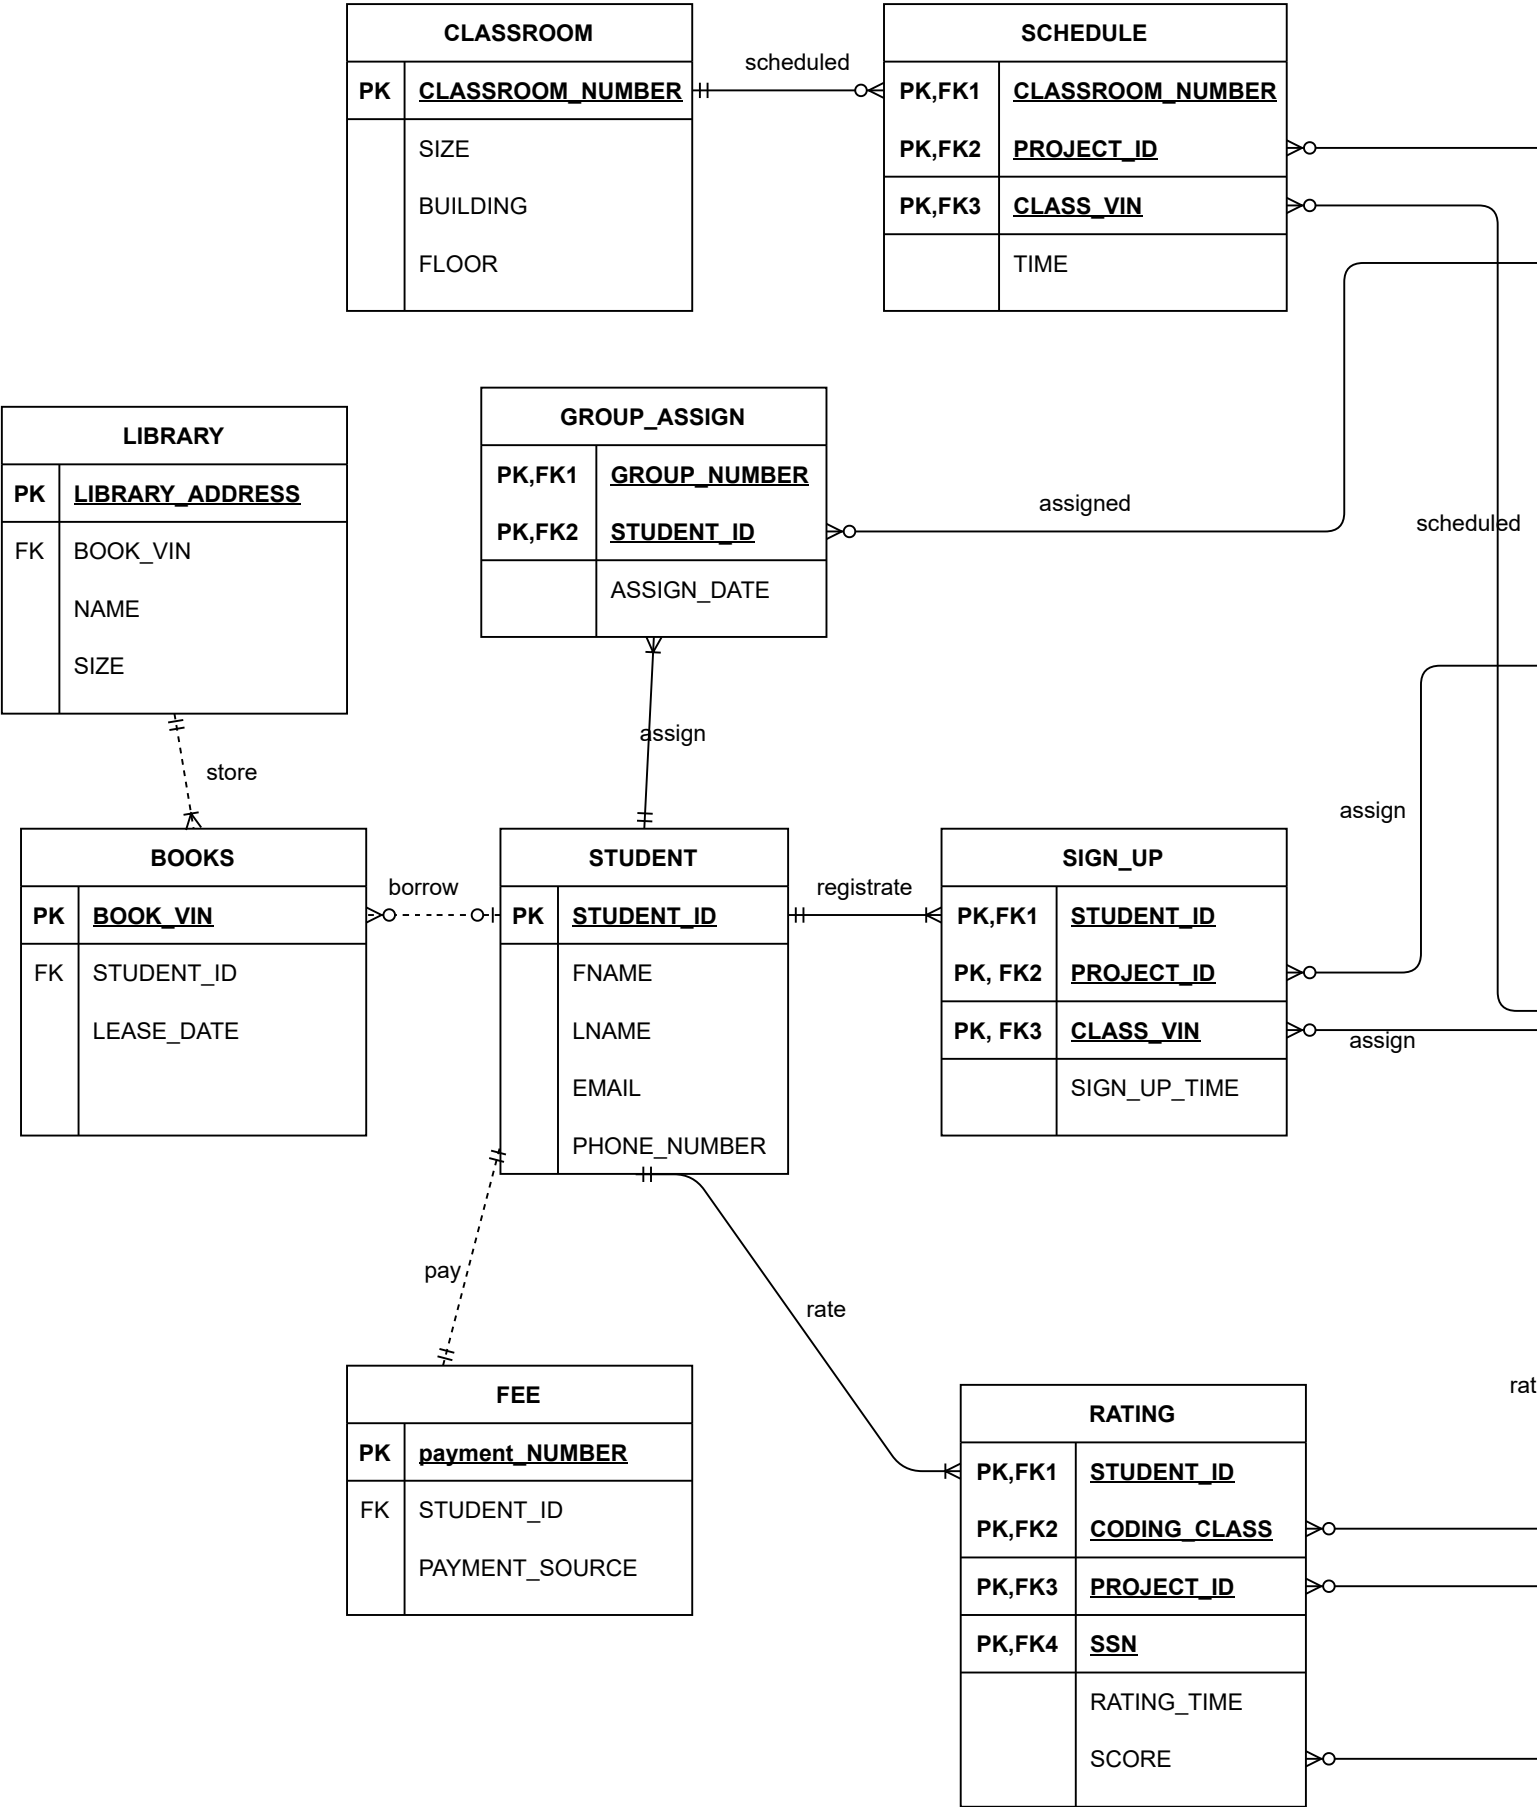 CLASSROOM
PK CLASSROOM_NUMBER
SIZE
BUILDING
FLOOR
scheduled
SCHEDULE
PK,FK1 CLASSROOM_NUMBER
PK,FK2 PROJECT_ID
PK,FK3 CLASS_VIN
TIME
LIBRARY
PK LIBRARY_ADDRESS
FK BOOK_VIN
NAME
SIZE
GROUP_ASSIGN
PK,FK1 GROUP_NUMBER
PK,FK2 STUDENT_ID
ASSIGN_DATE
assigned
scheduled
assign
store
assign
BOOKS
PK BOOK_VIN
FK STUDENT_ID
LEASE_DATE
borrow
STUDENT
PK STUDENT_ID
FNAME
LNAME
EMAIL
PHONE_NUMBER
registrate
SIGN_UP
PK,FK1 STUDENT_ID
PK, FK2 PROJECT_ID
PK, FK3 CLASS_VIN
SIGN_UP_TIME
assign
pay
rate
FEE
PK payment_NUMBER
FK STUDENT_ID
PAYMENT_SOURCE
rat
RATING
PK,FK1 STUDENT_ID
PK,FK2 CODING_CLASS
PK,FK3 PROJECT_ID
PK,FK4 SSN
RATING_TIME
SCORE